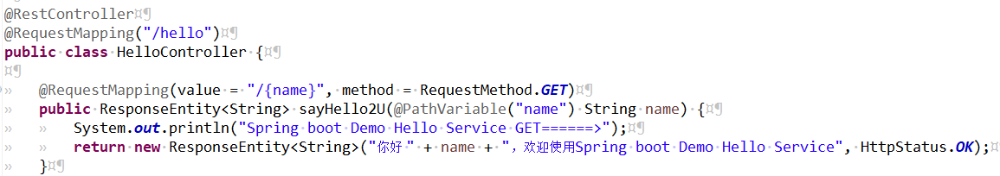 @RestController
@RequestMapping("/hello")
public class HelloController {

    @RequestMapping(value = "/{name}", method = RequestMethod.GET)
    public ResponseEntity<String> sayHello2U(@PathVariable("name") String name) {
        System.out.println("Spring boot Demo Hello Service GET======>");
        return new ResponseEntity<String>("你好 " + name + ", 欢迎使用Spring boot Demo Hello Service", HttpStatus.OK);
    }